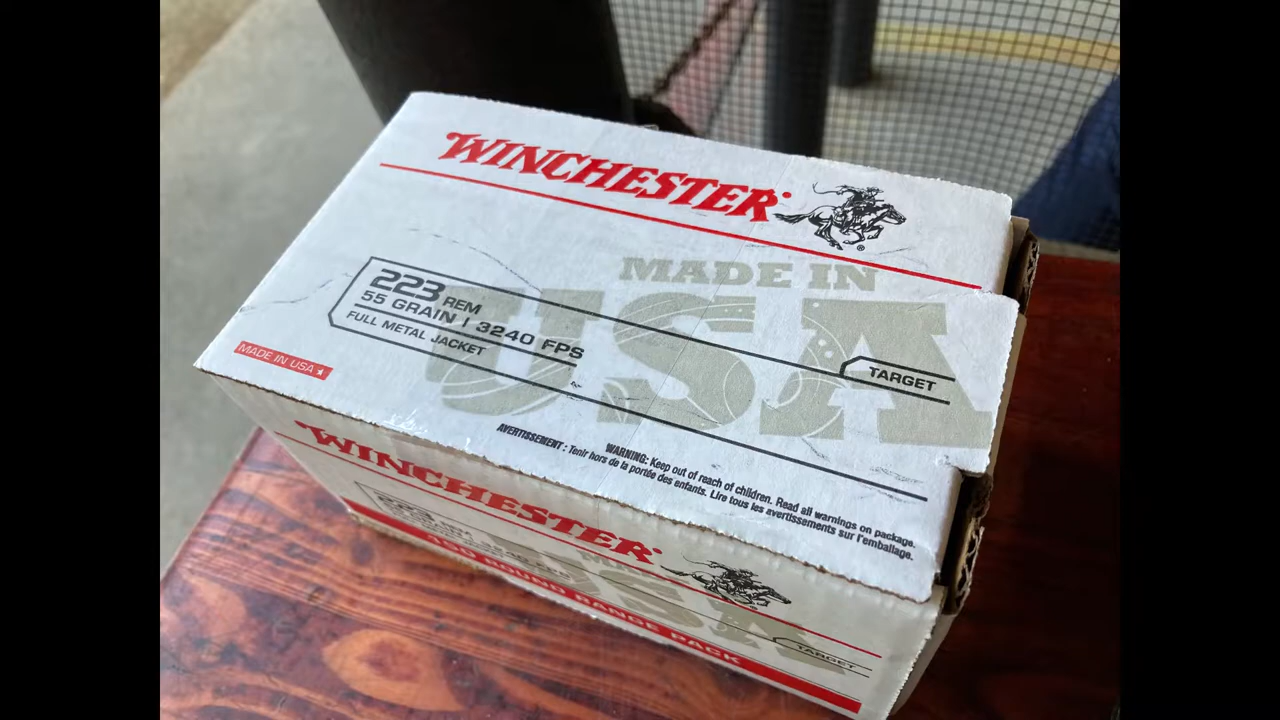 WINCHESTER
®
MADE IN
USA
223 REM
55 GRAIN | 3240 FPS
FULL METAL JACKET
TARGET
MADE IN USA
WARNING: Keep out of reach of children. Read all warnings on package.
AVERTISSEMENT : Tenir hors de la portée des enfants. Lire tous les avertissements sur l'emballage.
WINCHESTER
223
USA
TARGET
ROUND RANGE PACK